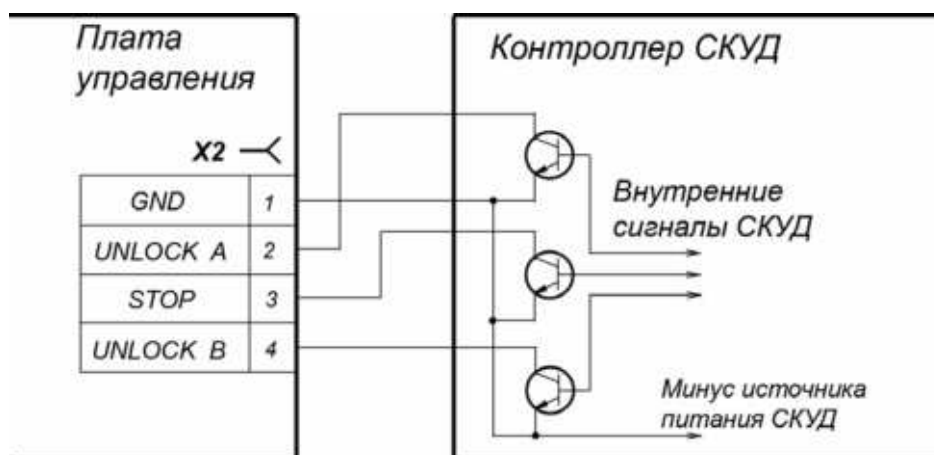 Плата
управления
Контроллер СКУД
X2
GND 1
UNLOCK A 2
STOP 3
UNLOCK B 4
Внутренние
сигналы СКУД
Минус источника
питания СКУД